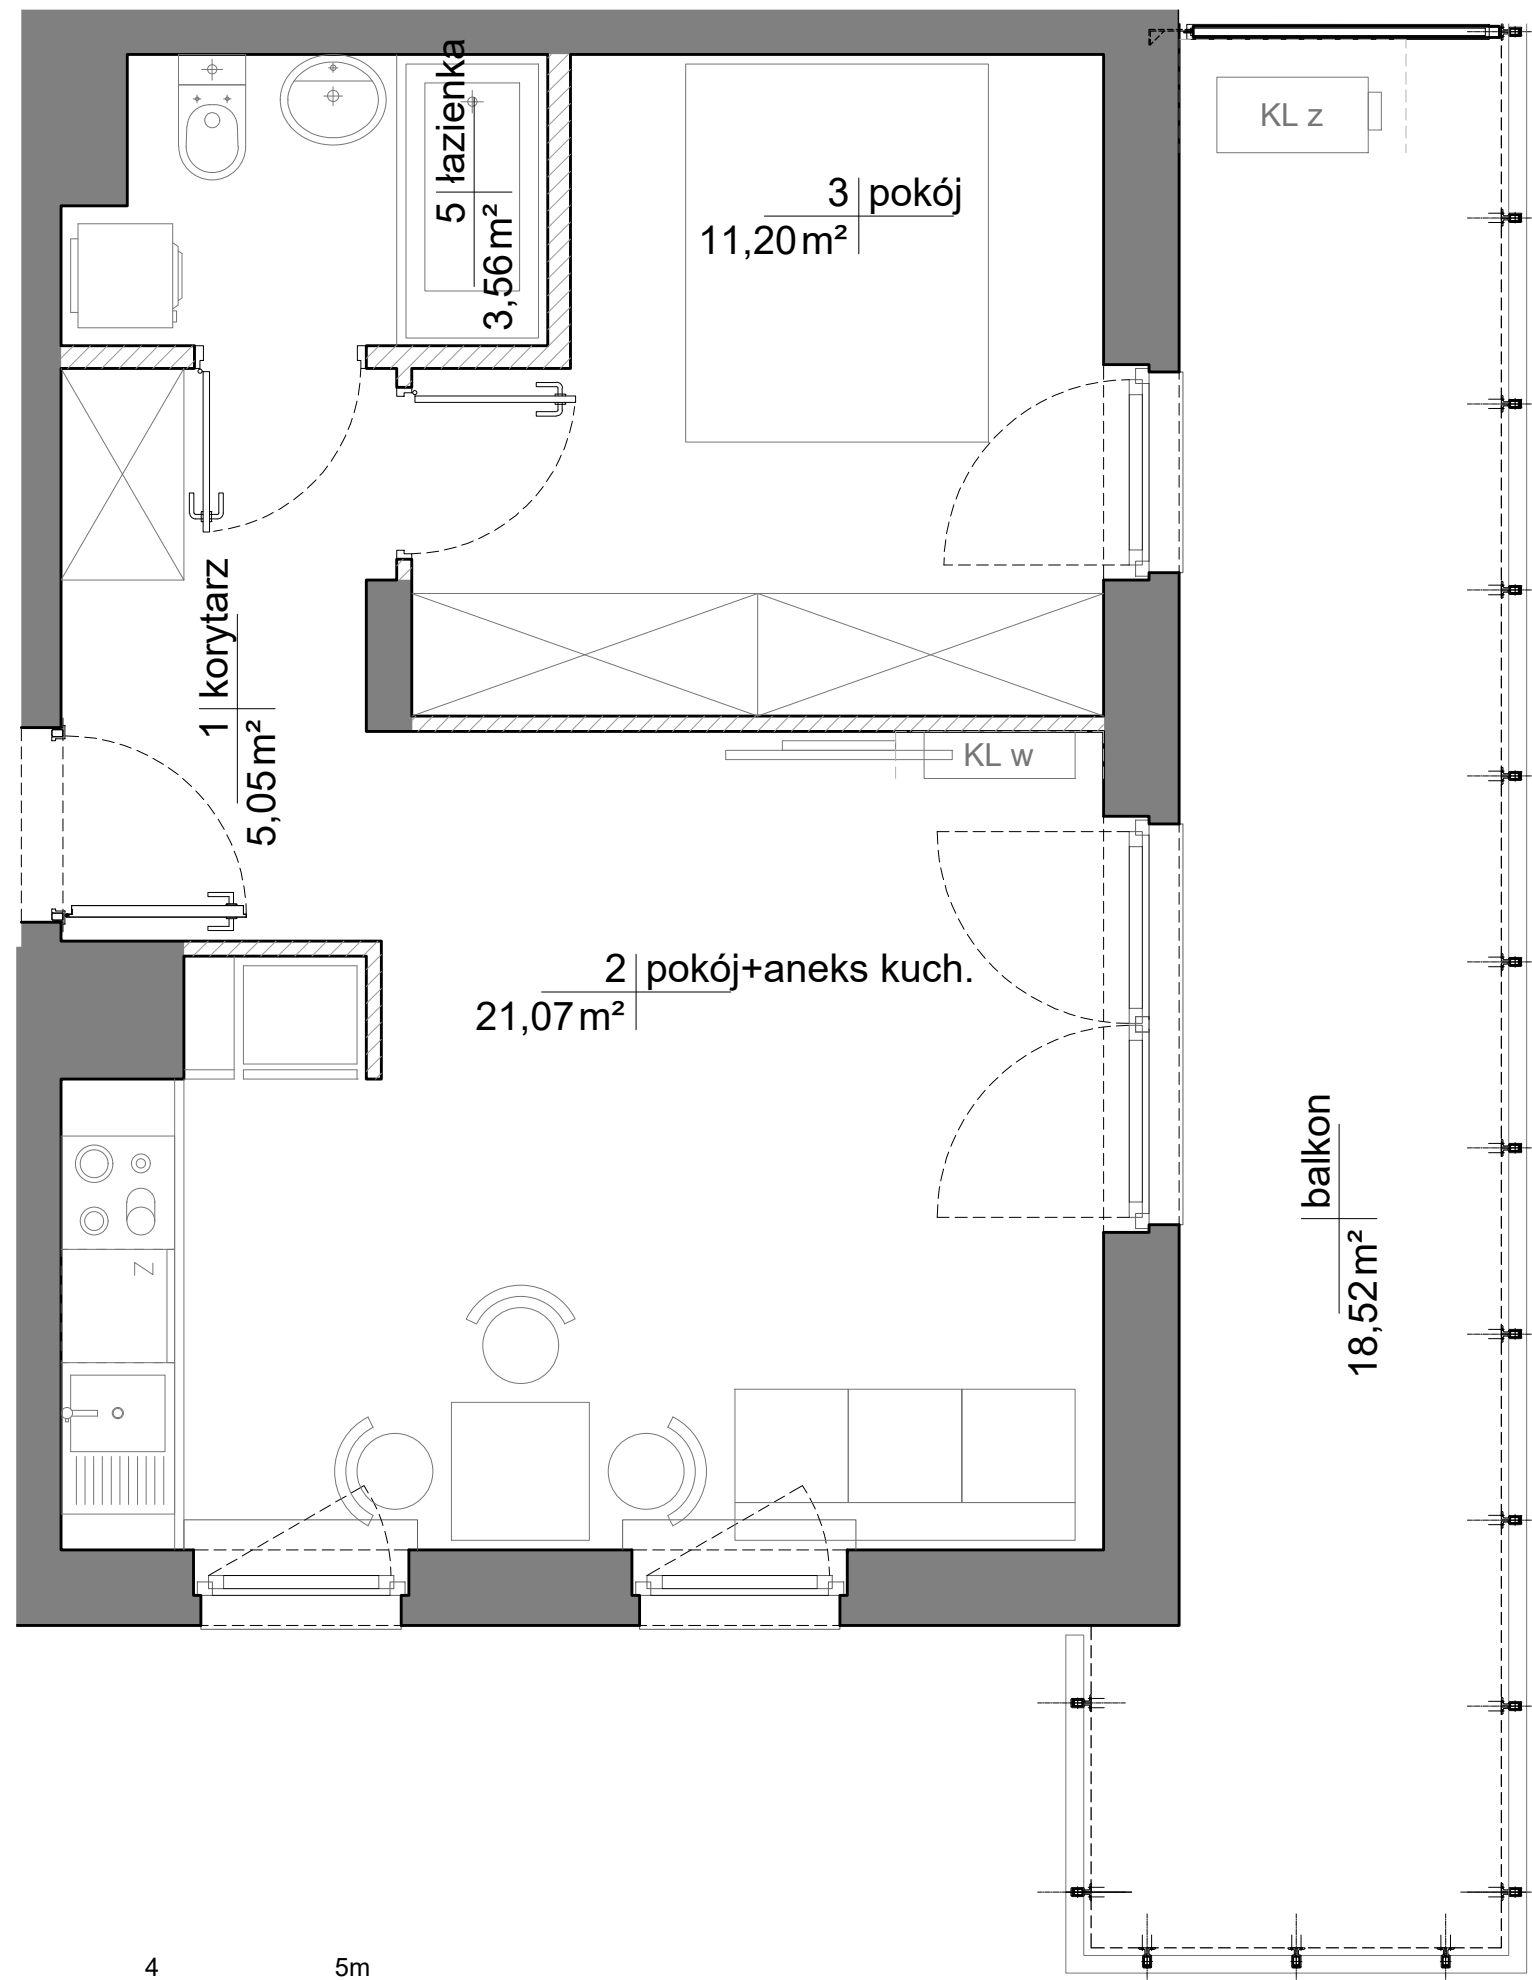 KL z
5 łazienka
3,56 m²
3 pokój
11,20 m²
1 korytarz
5,05 m²
KL w
2 pokój+aneks kuch.
21,07 m²
balkon
18,52 m²
Z
4 5m